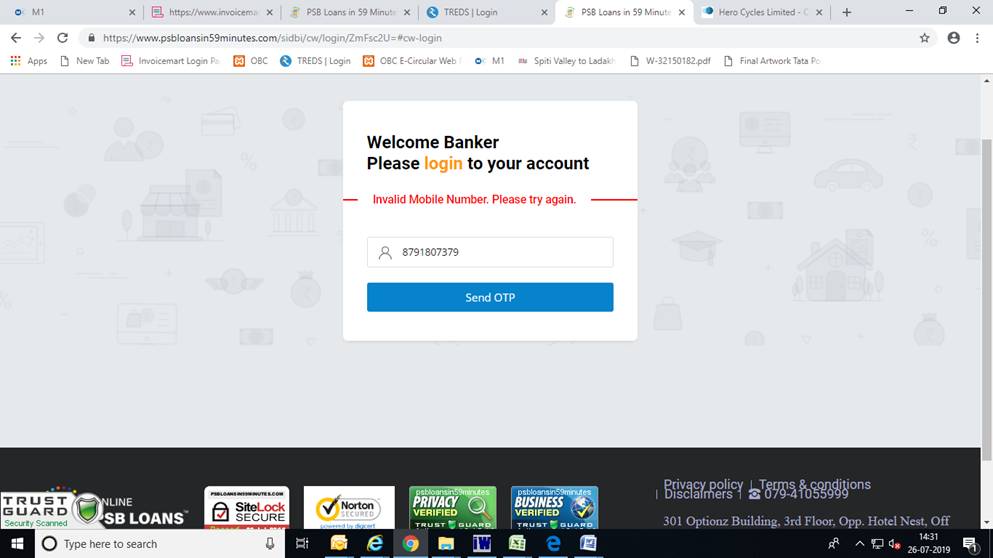 M1
https://www.invoicemar
PSB Loans in 59 Minute
TREDS | Login
PSB Loans in 59 Minute
Hero Cycles Limited - C
https://www.psbloansin59minutes.com/sidbi/cw/login/ZmFsc2U=#cw-login
Apps
New Tab
Invoicemart Login Pa
OBC
TREDS | Login
OBC E-Circular Web P
M1
Spiti Valley to Ladakh
W-32150182.pdf
Final Artwork Tata Po
Welcome Banker
Please login to your account
Invalid Mobile Number. Please try again.
8791807379
Send OTP
Privacy policy | Terms & conditions
| Disclaimers | 079-41055999
301 Optionz Building, 3rd Floor, Opp. Hotel Nest, Off
TRUST
GUARD
Security Scanned
ONLINE
PSB LOANS™
PSBLOANSIN59MINUTES.COM
SiteLock
SECURE
Norton
SECURED
powered by digicert
psbloansin59minutes
PRIVACY
VERIFIED
TRUST GUARD
psbloansin59minutes
BUSINESS
VERIFIED
TRUST GUARD
Type here to search
14:31
26-07-2019
1